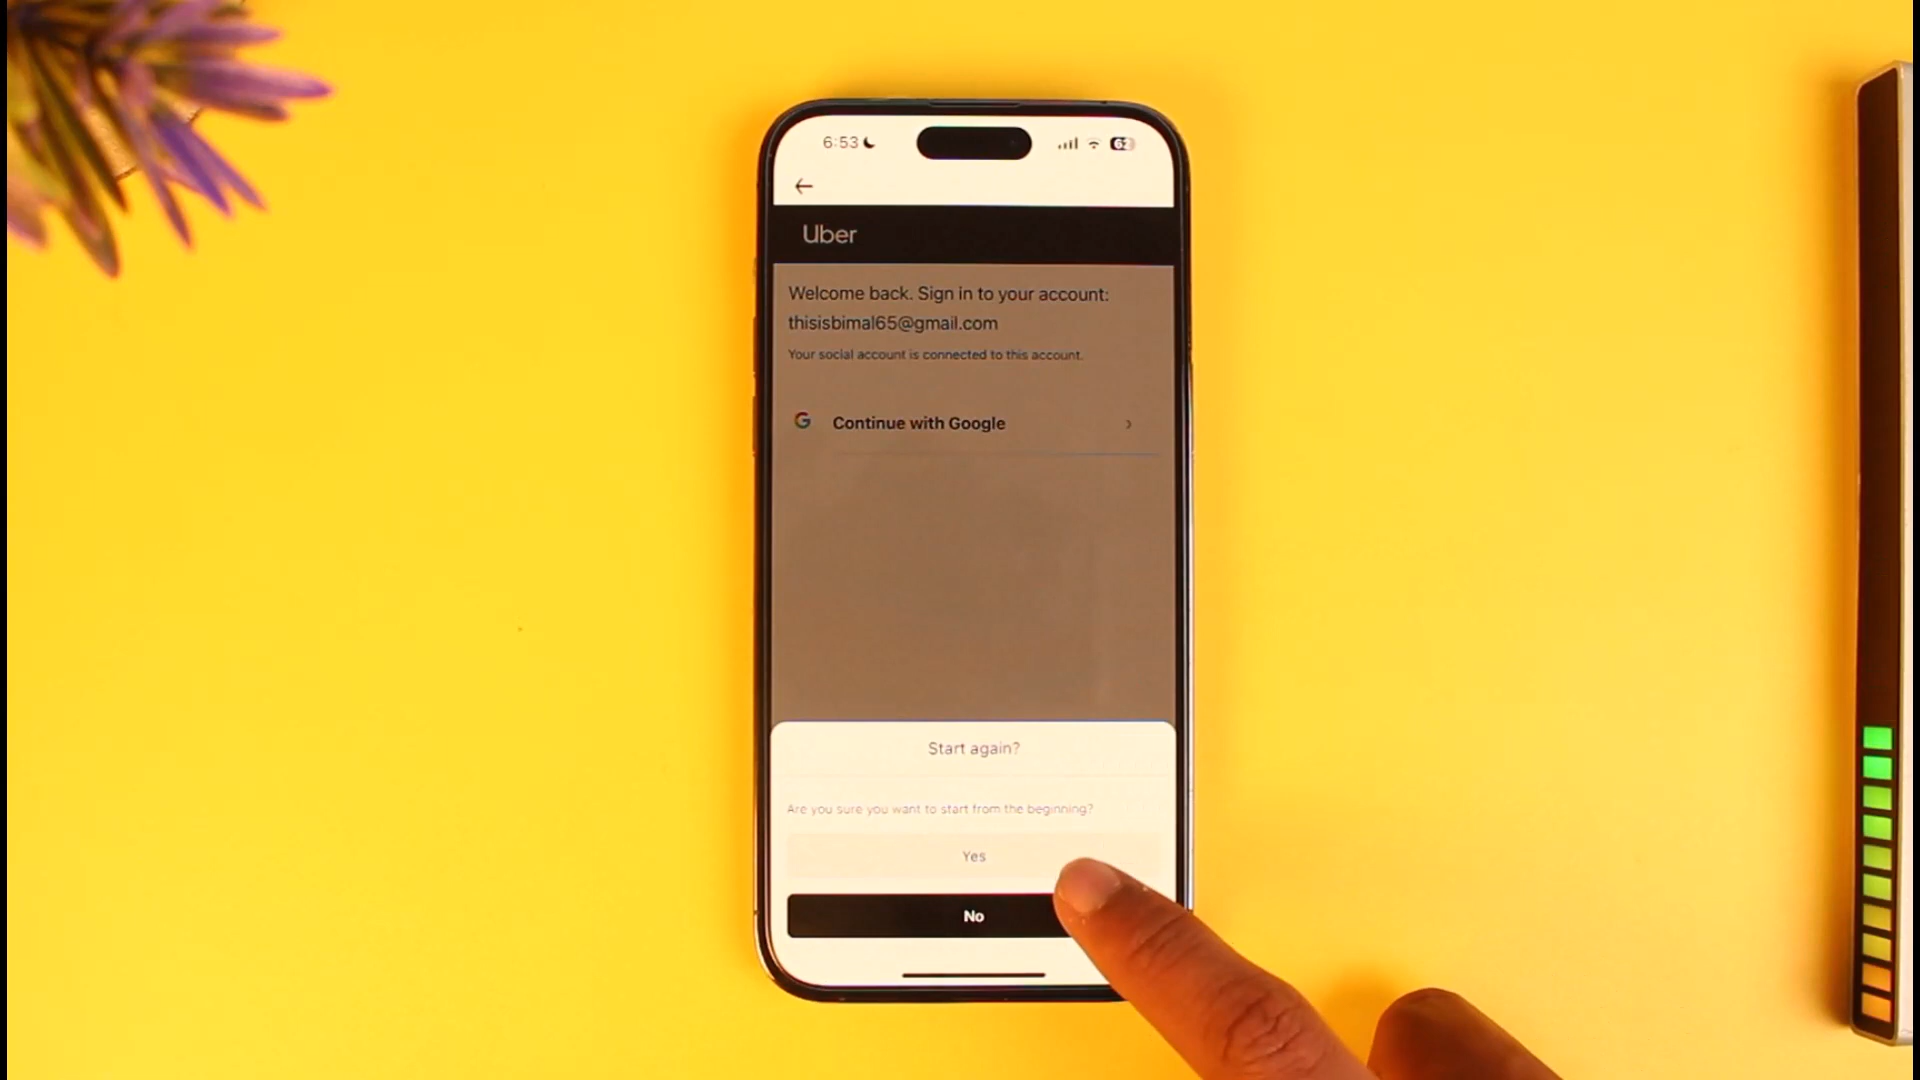 6:53
62
Uber
Welcome back. Sign in to your account:
thisisbimal65@gmail.com
Your social account is connected to this account.
G Continue with Google
Start again?
Are you sure you want to start from the beginning?
Yes
No